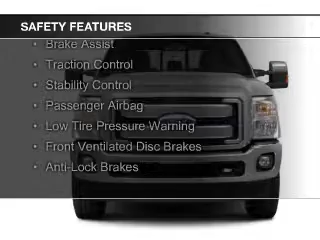 SAFETY FEATURES
• Brake Assist
• Traction Control
• Stability Control
• Passenger Airbag
• Low Tire Pressure Warning
• Front Ventilated Disc Brakes
• Anti-Lock Brakes